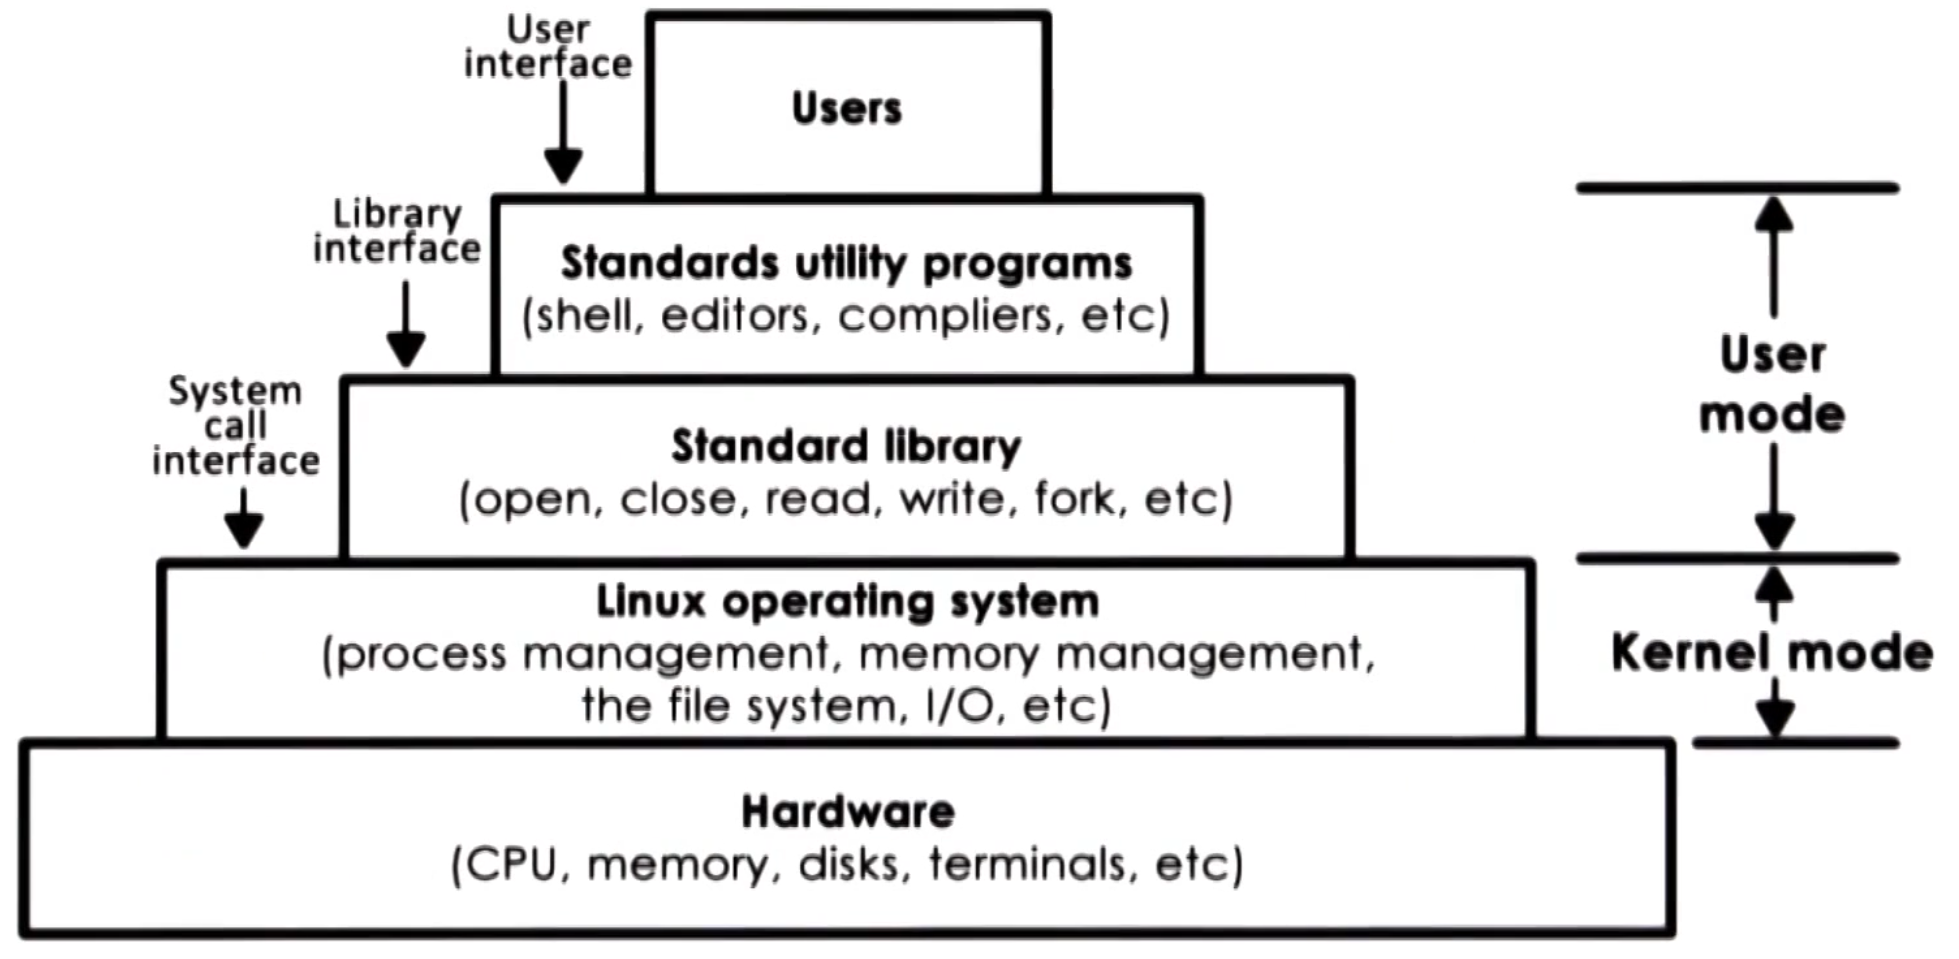 User
interface
Users
Library
interface
Standards utility programs
(shell, editors, compliers, etc)
System
call
interface
Standard library
(open, close, read, write, fork, etc)
User
mode
Linux operating system
(process management, memory management,
the file system, I/O, etc)
Kernel mode
Hardware
(CPU, memory, disks, terminals, etc)